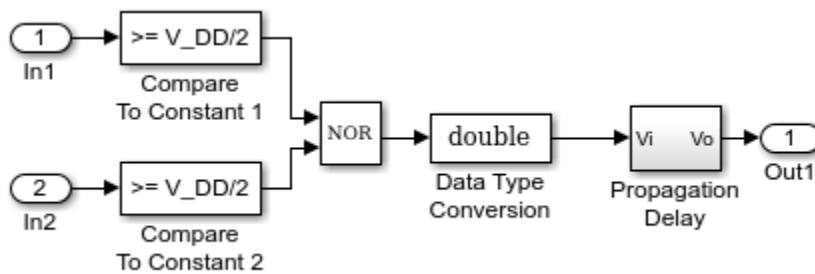 1
In1
>= V_DD/2
Compare
To Constant 1
2
In2
>= V_DD/2
Compare
To Constant 2
NOR
double
Data Type
Conversion
Vi Vo
Propagation
Delay
1
Out1